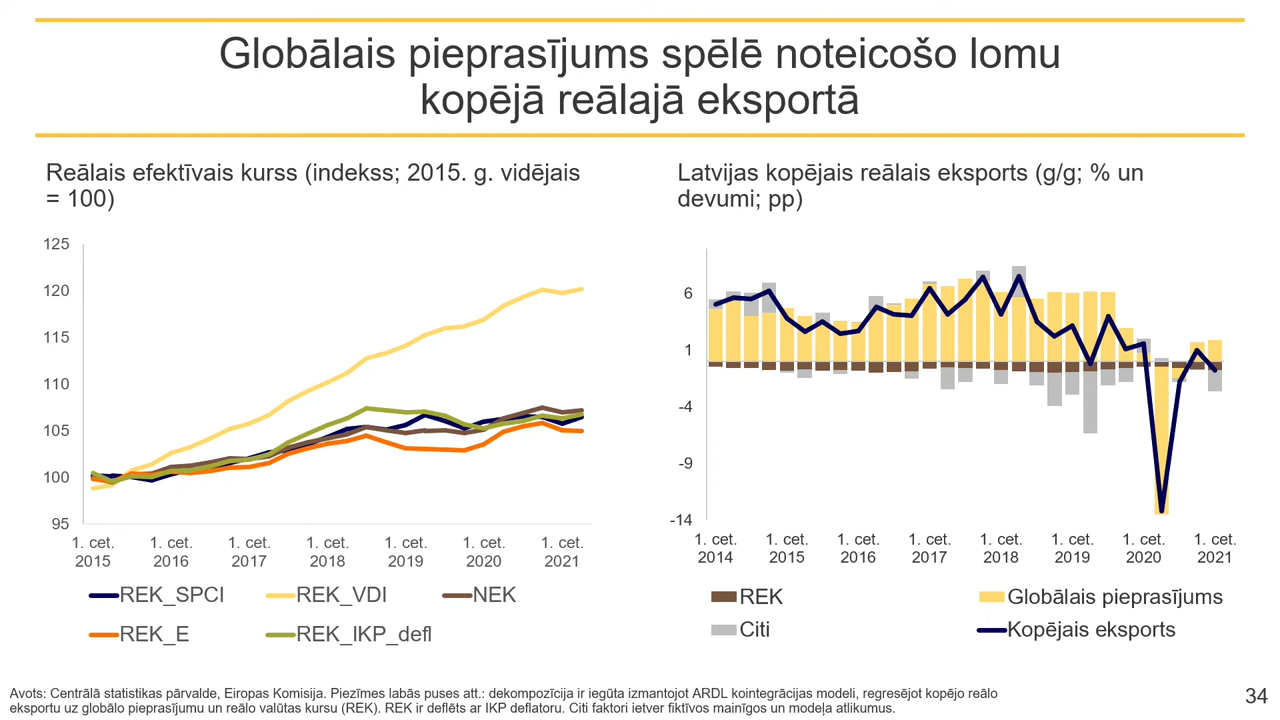 Globālais pieprasījums spēlē noteicošo lomu
kopējā reālajā eksportā
Reālais efektīvais kurss (indekss; 2015. g. vidējais
= 100)
125
120
115
110
105
100
95
1. cet. 1. cet. 1. cet. 1. cet. 1. cet. 1. cet. 1. cet.
2015 2016 2017 2018 2019 2020 2021
REK_SPCI REK_VDI NEK
REK_E REK_IKP_defl
Latvijas kopējais reālais eksports (g/g; % un
devumi; pp)
6
1
-4
-9
-14
1. cet. 1. cet. 1. cet. 1. cet. 1. cet. 1. cet. 1. cet. 1. cet.
2014 2015 2016 2017 2018 2019 2020 2021
REK Globālais pieprasījums
Citi Kopējais eksports
Avots: Centrālā statistikas pārvalde, Eiropas Komisija. Piezīmes labās puses att.: dekompozīcija ir iegūta izmantojot ARDL kointegrācijas modeli, regresējot kopējo reālo
eksportu uz globālo pieprasījumu un reālo valūtas kursu (REK). REK ir deflēts ar IKP deflatoru. Citi faktori ietver fiktīvos mainīgos un modeļa atlikumus.
34